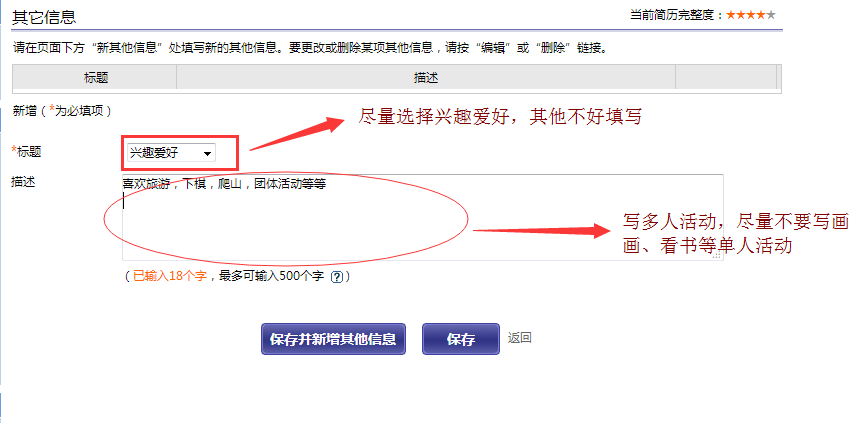 其它信息
当前简历完整度：★★★★★
请在页面下方“新其他信息”处填写新的其他信息。要更改或删除某项其他信息，请按“编辑”或“删除”链接。
标题 描述
新增（*为必填项）
尽量选择兴趣爱好，其他不好填写
*标题 兴趣爱好
描述
喜欢旅游，下棋，爬山，团体活动等等
写多人活动，尽量不要写画
画、看书等单人活动
（已输入18个字，最多可输入500个字 ?）
保存并新增其他信息 保存 返回